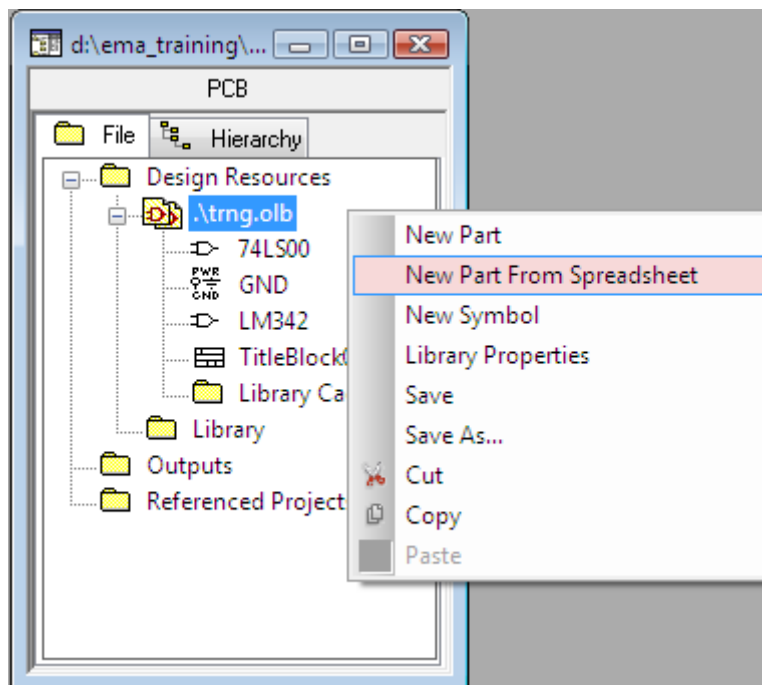 d:\ema_training\...
PCB
File
Hierarchy
Design Resources
.\trng.olb
74LS00
PWR
GND
GND
LM342
TitleBlock
Library Ca
Library
Outputs
Referenced Project
New Part
New Part From Spreadsheet
New Symbol
Library Properties
Save
Save As...
Cut
Copy
Paste